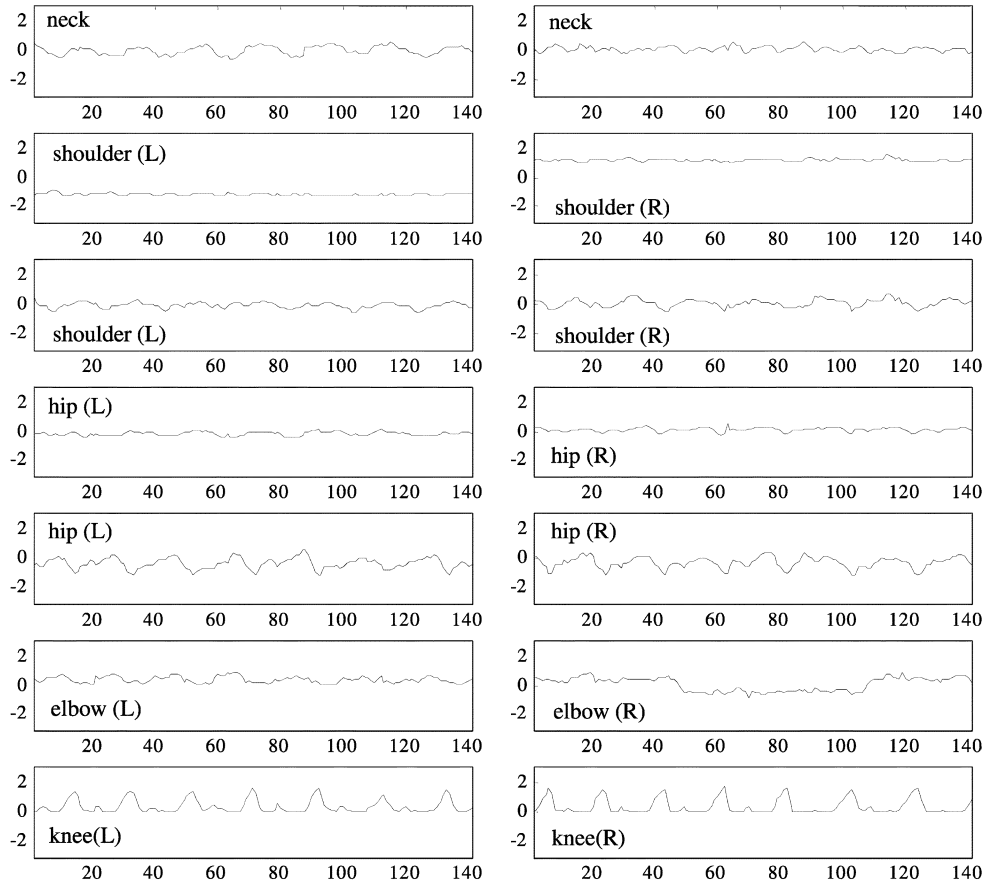 2 neck
0
-2
20 40 60 80 100 120 140
2 neck
0
-2
20 40 60 80 100 120 140
2 shoulder (L)
0
-2
20 40 60 80 100 120 140
2
0
-2 shoulder (R)
20 40 60 80 100 120 140
2
0
-2 shoulder (L)
20 40 60 80 100 120 140
2
0
-2 shoulder (R)
20 40 60 80 100 120 140
2 hip (L)
0
-2
20 40 60 80 100 120 140
2
0
-2 hip (R)
20 40 60 80 100 120 140
2 hip (L)
0
-2
20 40 60 80 100 120 140
2 hip (R)
0
-2
20 40 60 80 100 120 140
2
0
-2 elbow (L)
20 40 60 80 100 120 140
2
0
-2 elbow (R)
20 40 60 80 100 120 140
2
0
-2 knee(L)
20 40 60 80 100 120 140
2
0
-2 knee(R)
20 40 60 80 100 120 140